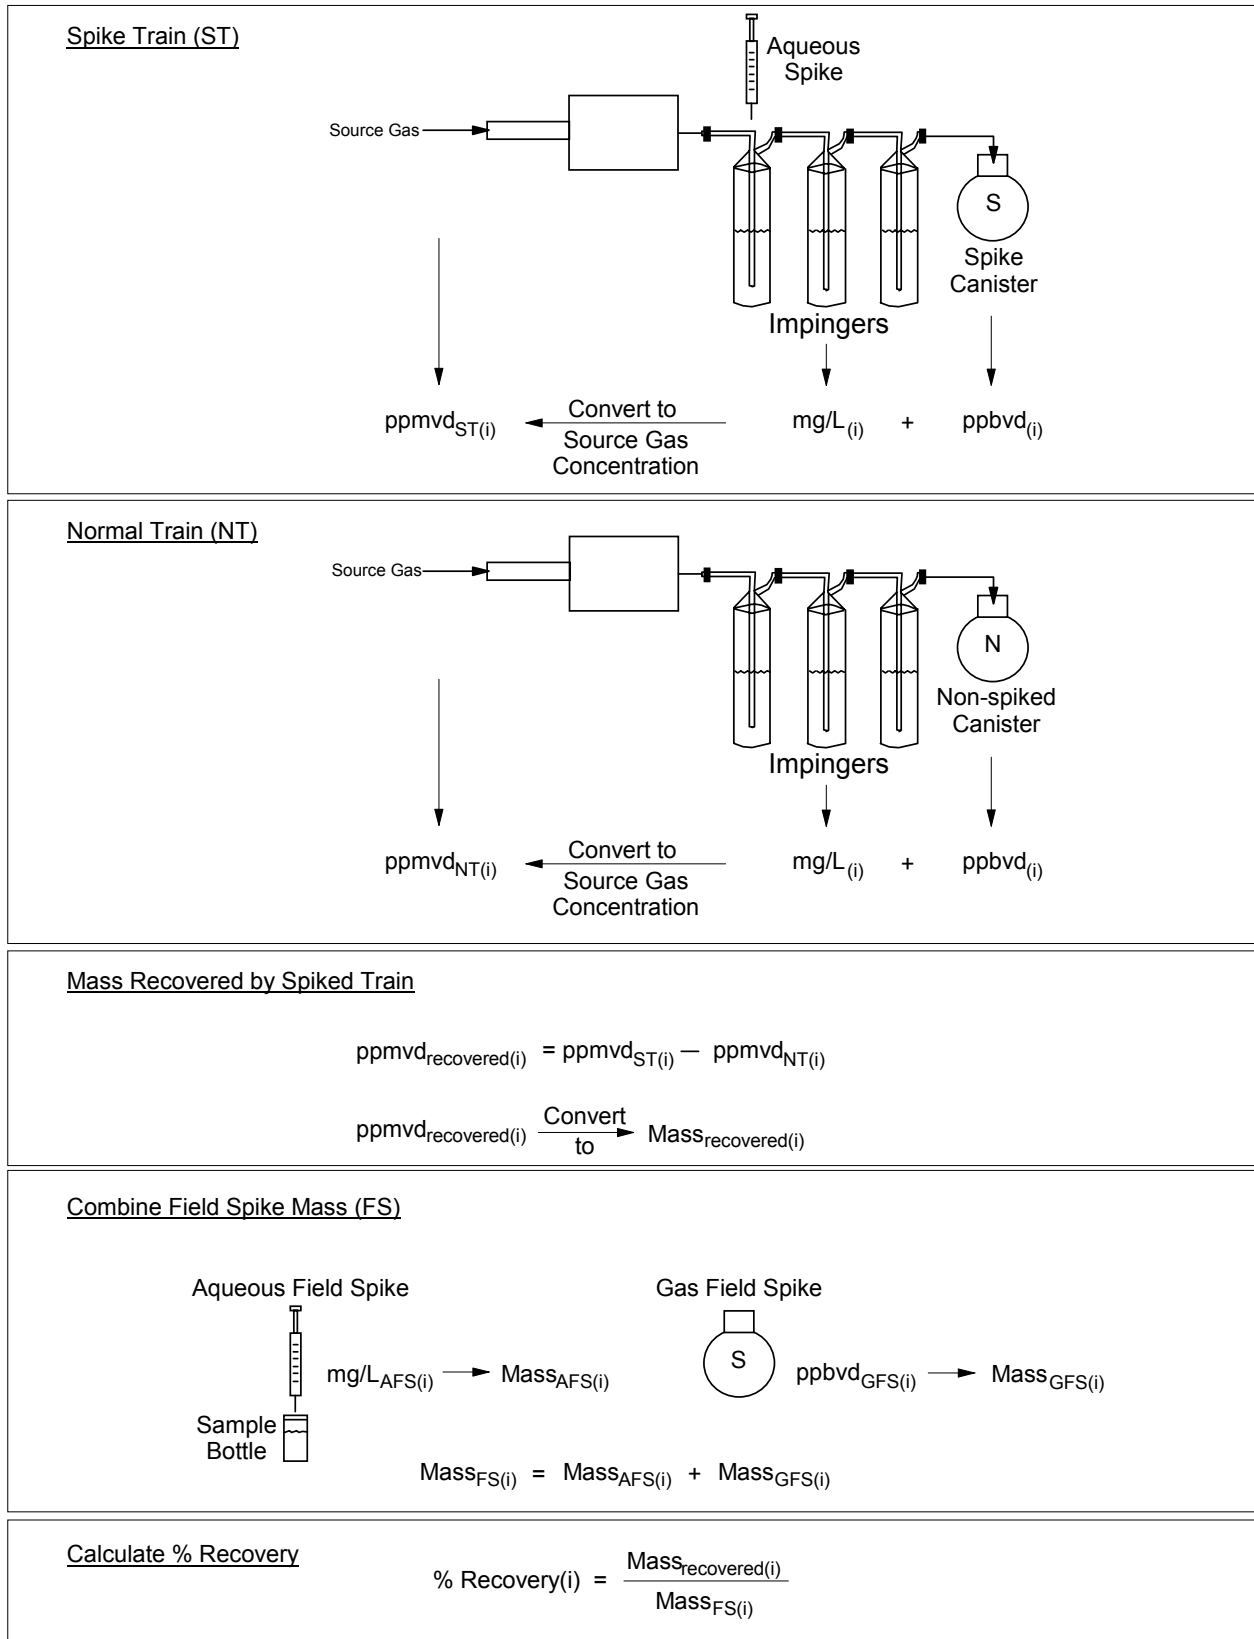 Spike Train (ST)
Aqueous
Spike
Source Gas
S
Spike
Canister
Impingers
ppmvdST(i)
Convert to
Source Gas
Concentration
mg/L(i) + ppbvd(i)
Normal Train (NT)
Source Gas
N
Non-spiked
Canister
Impingers
ppmvdNT(i)
Convert to
Source Gas
Concentration
mg/L(i) + ppbvd(i)
Mass Recovered by Spiked Train
ppmvdrecovered(i) = ppmvdST(i) — ppmvdNT(i)
ppmvdrecovered(i) Convert to Massrecovered(i)
Combine Field Spike Mass (FS)
Aqueous Field Spike
mg/LAFS(i) MassAFS(i)
Sample
Bottle
Gas Field Spike
S
ppbvdGFS(i) MassGFS(i)
MassFS(i) = MassAFS(i) + MassGFS(i)
Calculate % Recovery
% Recovery(i) = Massrecovered(i)
MassFS(i)